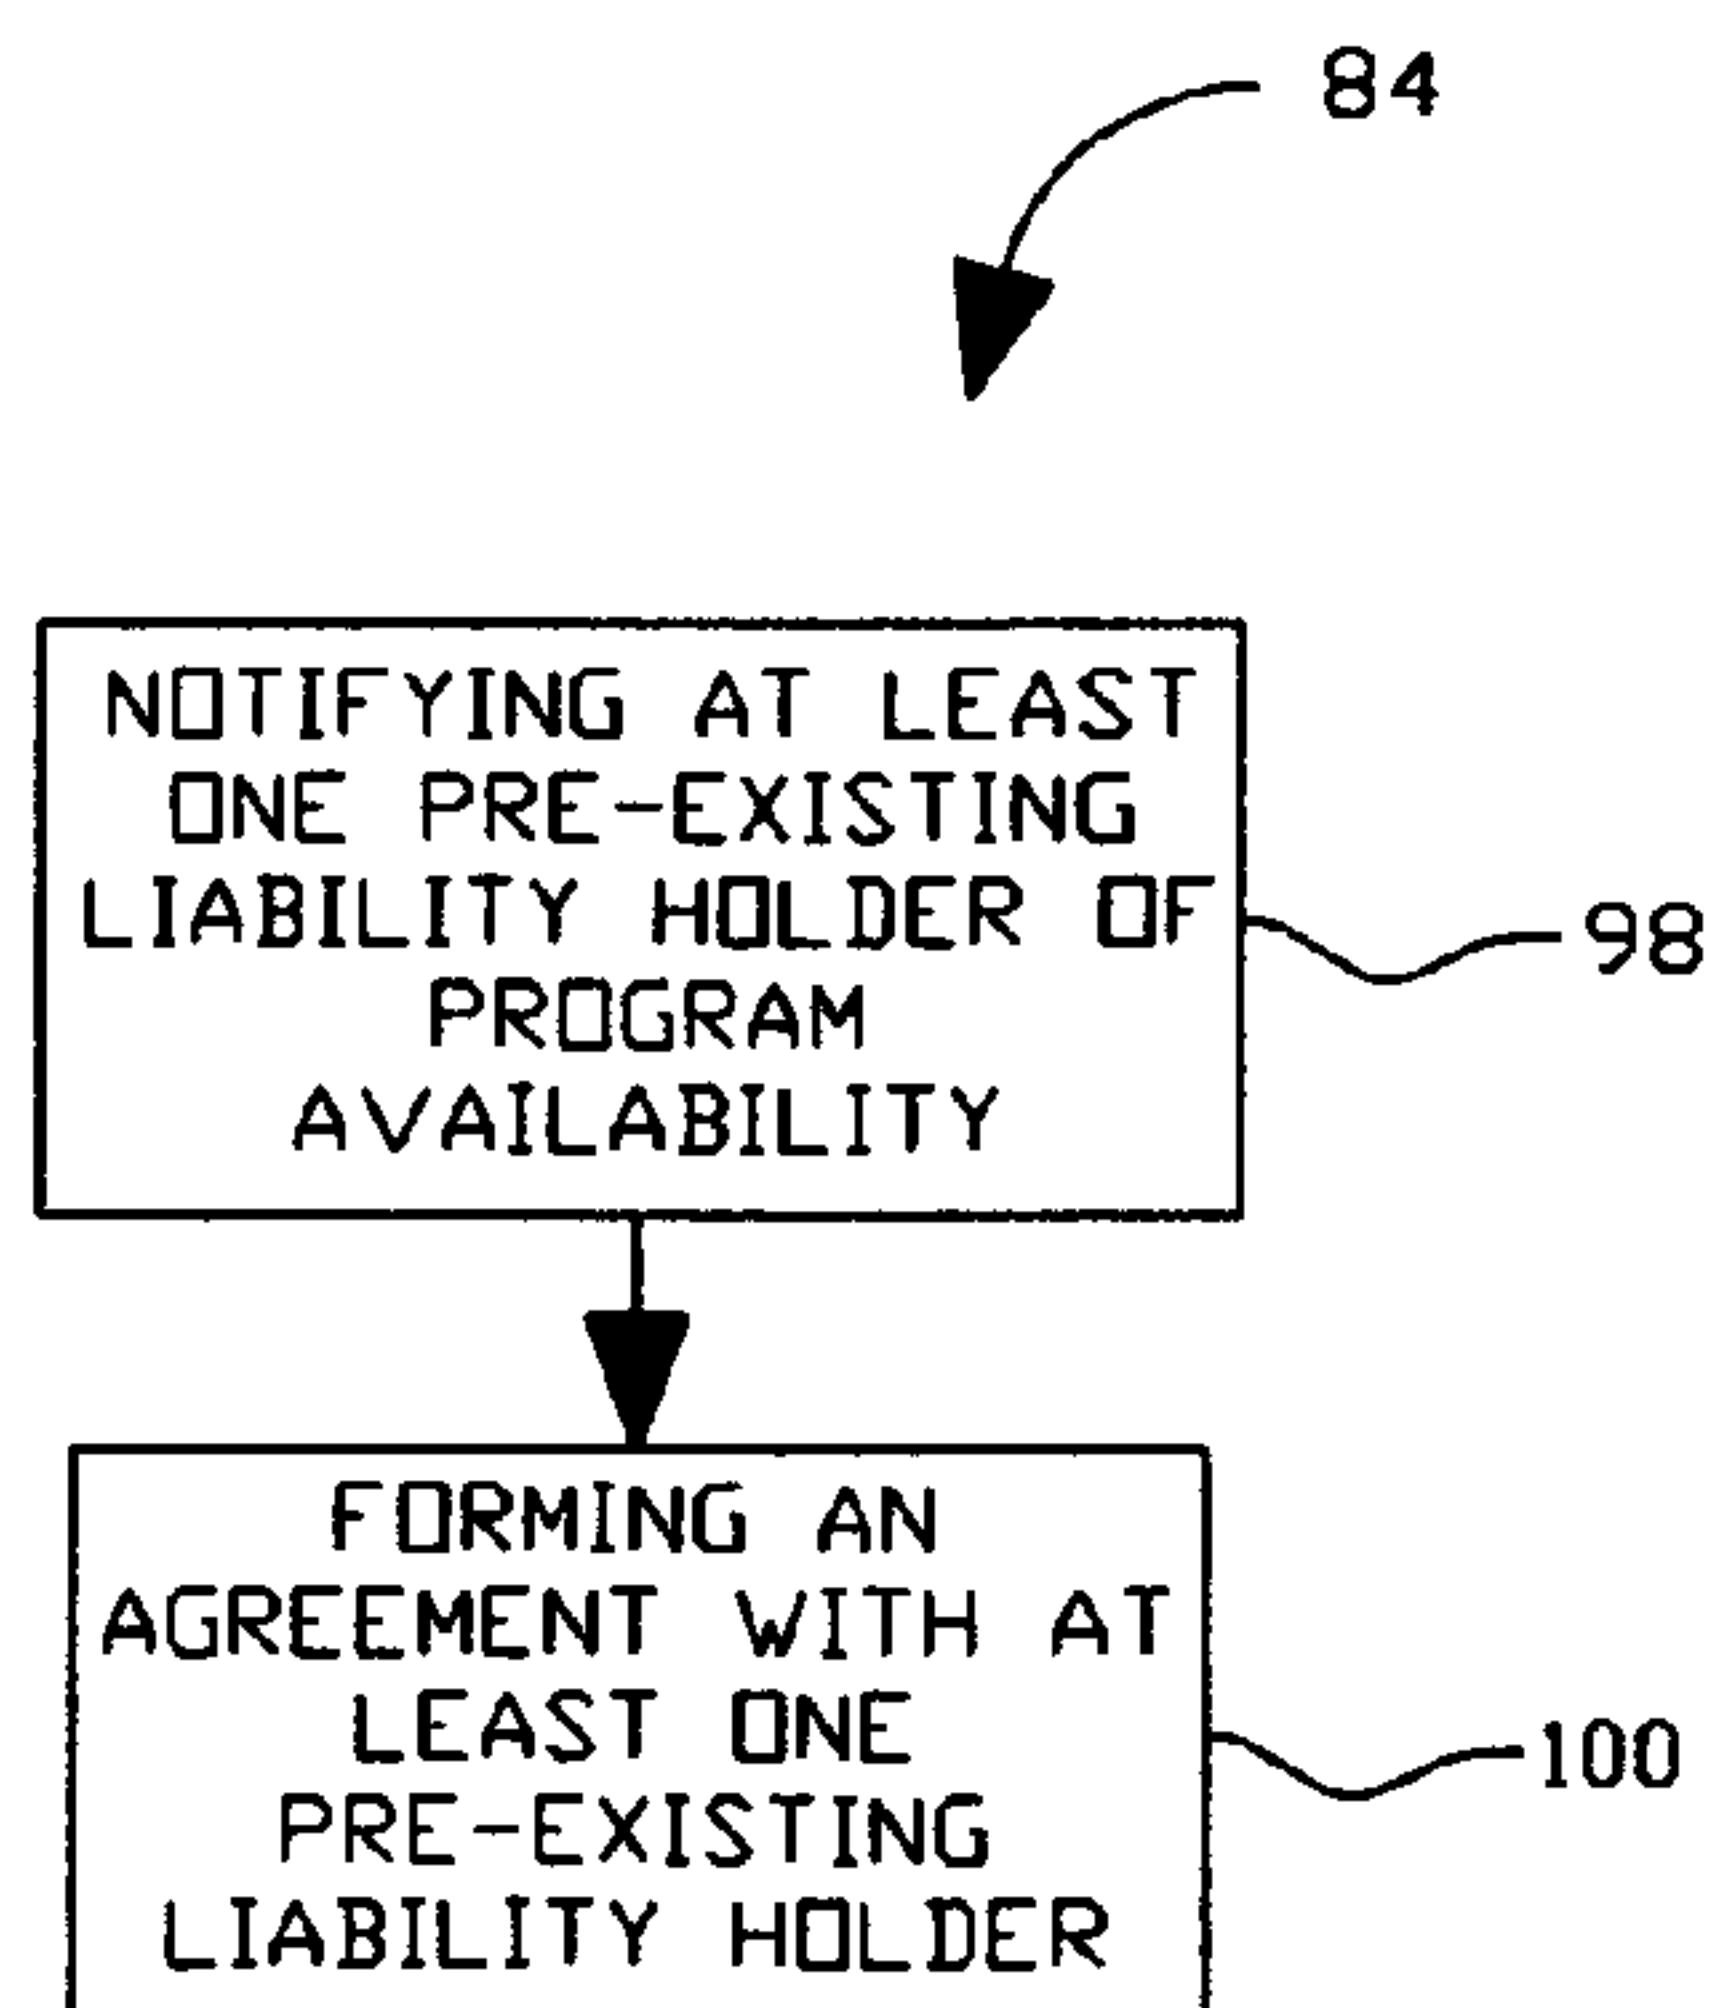 84
NOTIFYING AT LEAST
ONE PRE-EXISTING
LIABILITY HOLDER OF
PROGRAM
AVAILABILITY
98
FORMING AN
AGREEMENT WITH AT
LEAST ONE
PRE-EXISTING
LIABILITY HOLDER
100